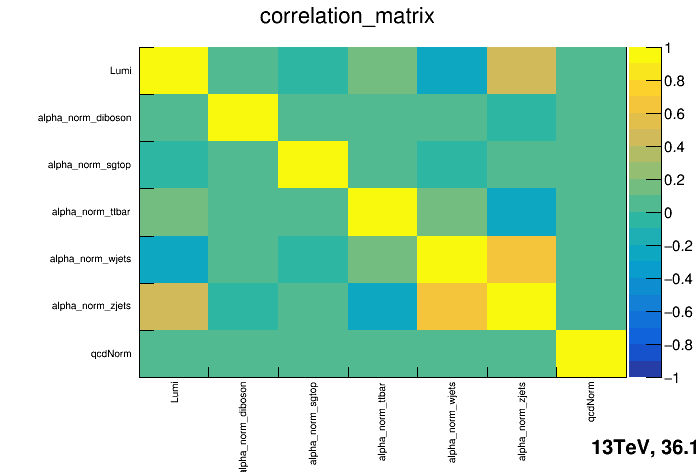 correlation_matrix
Lumi
alpha_norm_diboson
alpha_norm_sgtop
alpha_norm_ttbar
alpha_norm_wjets
alpha_norm_zjets
qcdNorm
1
0.8
0.6
0.4
0.2
0
−0.2
−0.4
−0.6
−0.8
−1
Lumi
alpha_norm_diboson
alpha_norm_sgtop
alpha_norm_ttbar
alpha_norm_wjets
alpha_norm_zjets
qcdNorm
13TeV, 36.1